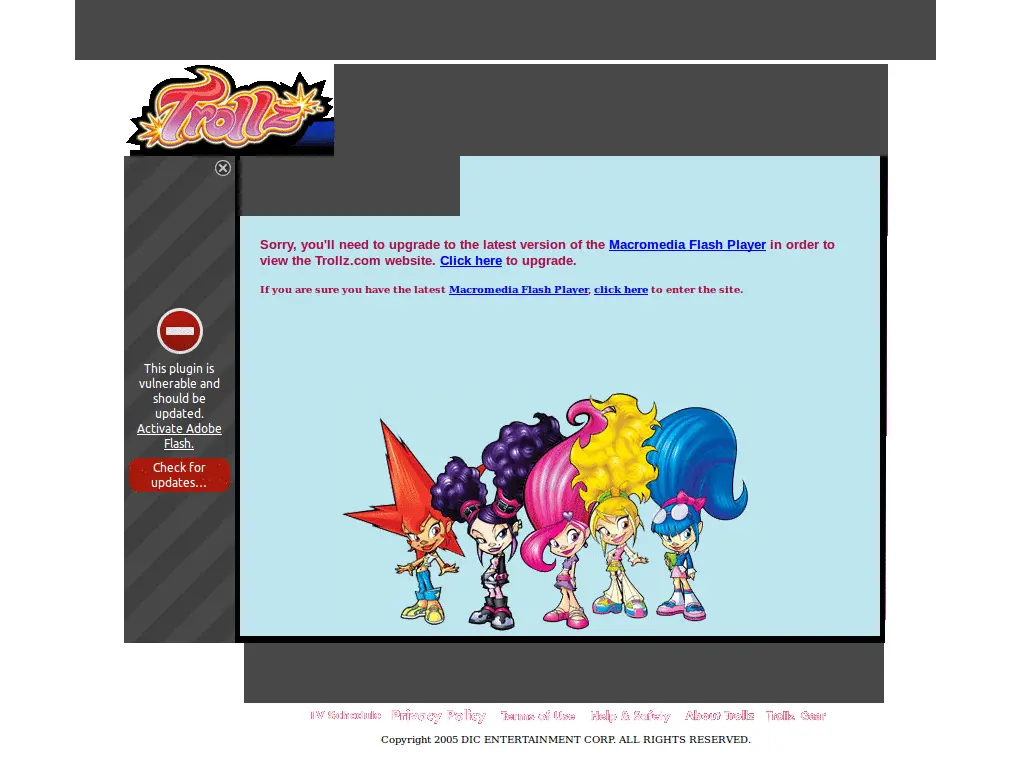 Trollz
Sorry, you'll need to upgrade to the latest version of the Macromedia Flash Player in order to
view the Trollz.com website. Click here to upgrade.
If you are sure you have the latest Macromedia Flash Player, click here to enter the site.
This plugin is
vulnerable and
should be
updated.
Activate Adobe
Flash.
Check for
updates...
TV Schedule Privacy Policy Terms of Use Help & Safety About Trollz Trollz Gear
Copyright 2005 DIC ENTERTAINMENT CORP. ALL RIGHTS RESERVED.